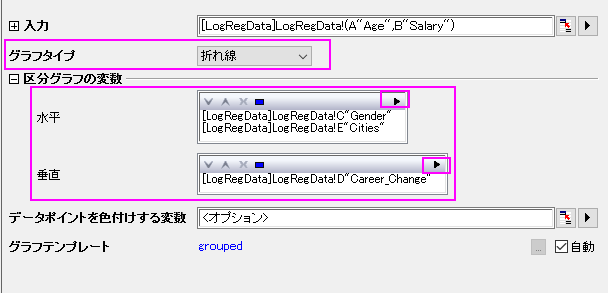 入力 [LogRegData]LogRegData!(A"Age",B"Salary")
グラフタイプ 折れ線
区分グラフの変数
水平
[LogRegData]LogRegData!C"Gender"
[LogRegData]LogRegData!E"Cities"
垂直
[LogRegData]LogRegData!D"Career_Change"
データポイントを色付けする変数 <オプション>
グラフテンプレート grouped ... 自動